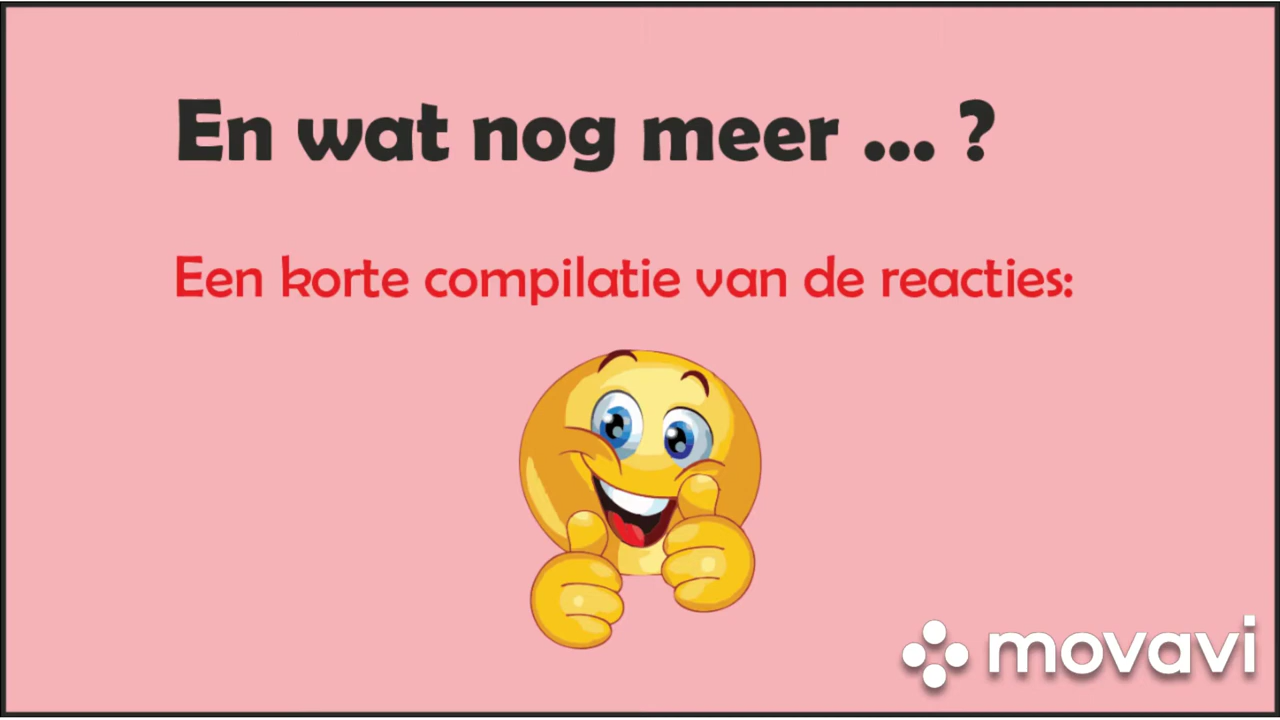 En wat nog meer ... ?
Een korte compilatie van de reacties:
movavi